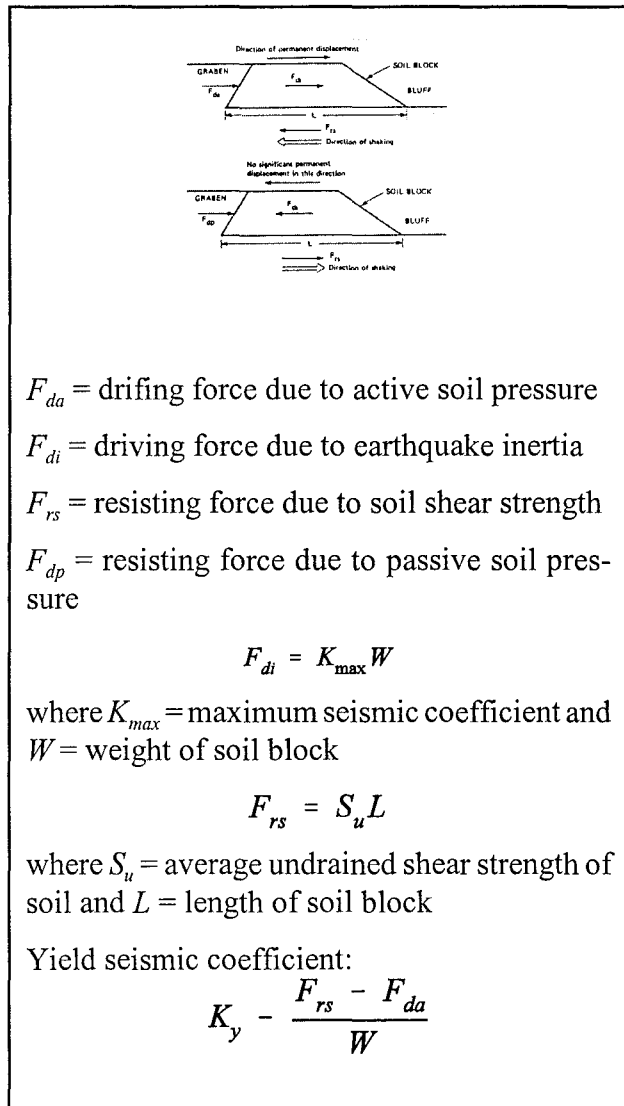 Direction of permanent displacement
GRABEN
SOIL BLOCK
F_di
F_da
BLUFF
L
F_rs
Direction of shaking
No significant permanent
displacement in this direction
SOIL BLOCK
GRABEN
F_di
F_dp
BLUFF
L
F_rs
Direction of shaking
F_da = drifing force due to active soil pressure
F_di = driving force due to earthquake inertia
F_rs = resisting force due to soil shear strength
F_dp = resisting force due to passive soil pres-
sure
F_di = K_max W
where K_max = maximum seismic coefficient and
W = weight of soil block
F_rs = S_u L
where S_u = average undrained shear strength of
soil and L = length of soil block
Yield seismic coefficient:
K_y - (F_rs - F_da) / W